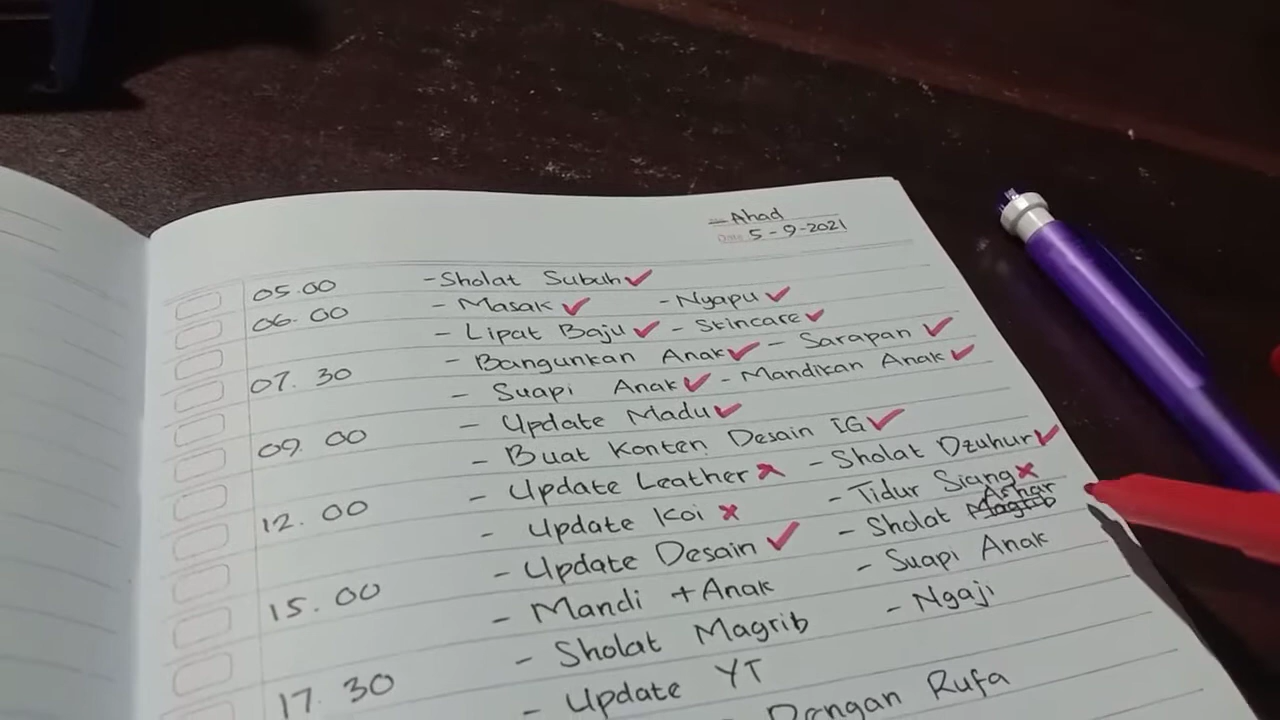 Ahad
Date 5-9-2021
05.00 - Sholat Subuh ✓
06.00 - Masak ✓ - Nyapu ✓
- Lipat Baju ✓ - Skincare ✓
07.30 - Bangunkan Anak ✓ - Sarapan ✓
- Suapi Anak ✓ - Mandikan Anak ✓
09.00 - Update Madu ✓
- Buat Konten Desain IG ✓
12.00 - Update Leather ✗ - Sholat Dzuhur ✓
- Update Koi ✗ - Tidur Siang ✗
15.00 - Update Desain ✓ - Sholat Magrib Ashar
- Mandi + Anak - Suapi Anak
17.30 - Sholat Magrib - Ngaji
- Update YT
Dengan Rufa